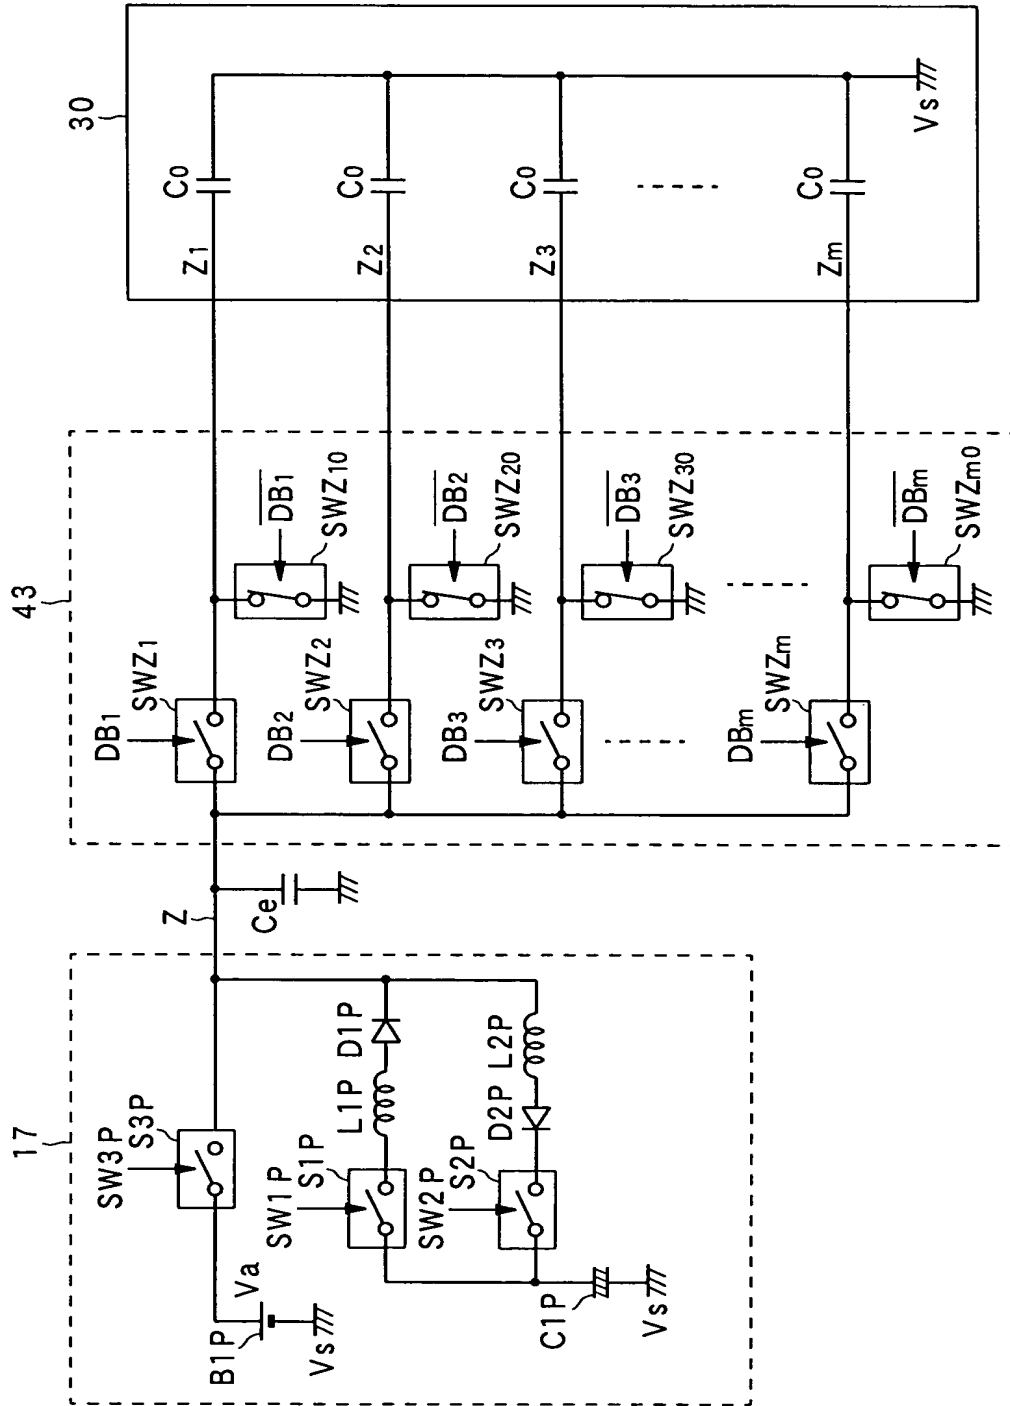 17
43
30
B1P
Va
Vs
SW3P
S3P
SW1P
S1P
L1P
D1P
SW2P
S2P
D2P
L2P
C1P
Vs
Z
Ce
DB1
SWZ1
DB1
SWZ10
Z1
C0
DB2
SWZ2
DB2
SWZ20
Z2
C0
DB3
SWZ3
DB3
SWZ30
Z3
C0
DBm
SWZm
DBm
SWZm0
Zm
C0
Vs